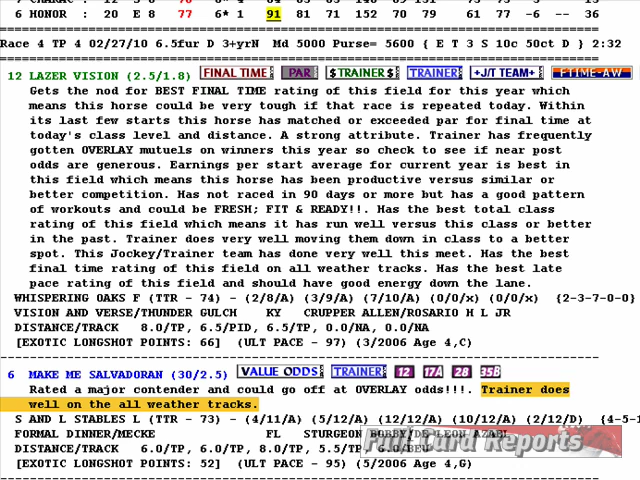 6 HONOR : 20 E 8 77 6* 1 91 81 71 152 70 79 61 77 -6 -- 36
Race 4 TP 4 02/27/10 6.5fur D 3+yrN Md 5000 Purse= 5600 { E T 3 S 10c 50ct D } 2:32
12 LAZER VISION (2.5/1.8) FINAL TIME PAR $TRAINER$ TRAINER +J/T TEAM+ FTIME-AW
Gets the nod for BEST FINAL TIME rating of this field for this year which
means this horse could be very tough if that race is repeated today. Within
its last few starts this horse has matched or exceeded par for final time at
today's class level and distance. A strong attribute. Trainer has frequently
gotten OVERLAY mutuels on winners this year so check to see if near post
odds are generous. Earnings per start average for current year is best in
this field which means this horse has been productive versus similar or
better competition. Has not raced in 90 days or more but has a good pattern
of workouts and could be FRESH; FIT & READY!!. Has the best total class
rating of this field which means it has run well versus this class or better
in the past. Trainer does very well moving them down in class to a better
spot. This Jockey/Trainer team has done very well this meet. Has the best
final time rating of this field on all weather tracks. Has the best late
pace rating of this field and should have good energy down the lane.
WHISPERING OAKS F (TTR - 74) - (2/8/A) (3/9/A) (7/10/A) (0/0/x) (0/0/x) {2-3-7-0-0}
VISION AND VERSE/THUNDER GULCH KY CRUPPER ALLEN/ROSARIO H L JR
DISTANCE/TRACK 8.0/TP, 6.5/PID, 6.5/TP, 0.0/NA, 0.0/NA
[EXOTIC LONGSHOT POINTS: 66] (ULT PACE - 95) (3/2006 Age 4,C)
6 MAKE ME SALVADORAN (30/2.5) VALUE ODDS TRAINER 12 17A 28 35B
Rated a major contender and could go off at OVERLAY odds!!!. Trainer does
well on the all weather tracks.
S AND L STABLES L (TTR - 73) - (4/11/A) (5/12/A) (12/12/A) (10/12/A) (2/12/D) {4-5-1
FORMAL DINNER/MECKE FL STURGEON BOBBY/DE LEON AZAEL
DISTANCE/TRACK 6.0/TP, 6.0/TP, 8.0/TP, 5.5/TP, 6.0/BEU
[EXOTIC LONGSHOT POINTS: 52] (ULT PACE - 95) (5/2006 Age 4,G)
Full Card Reports